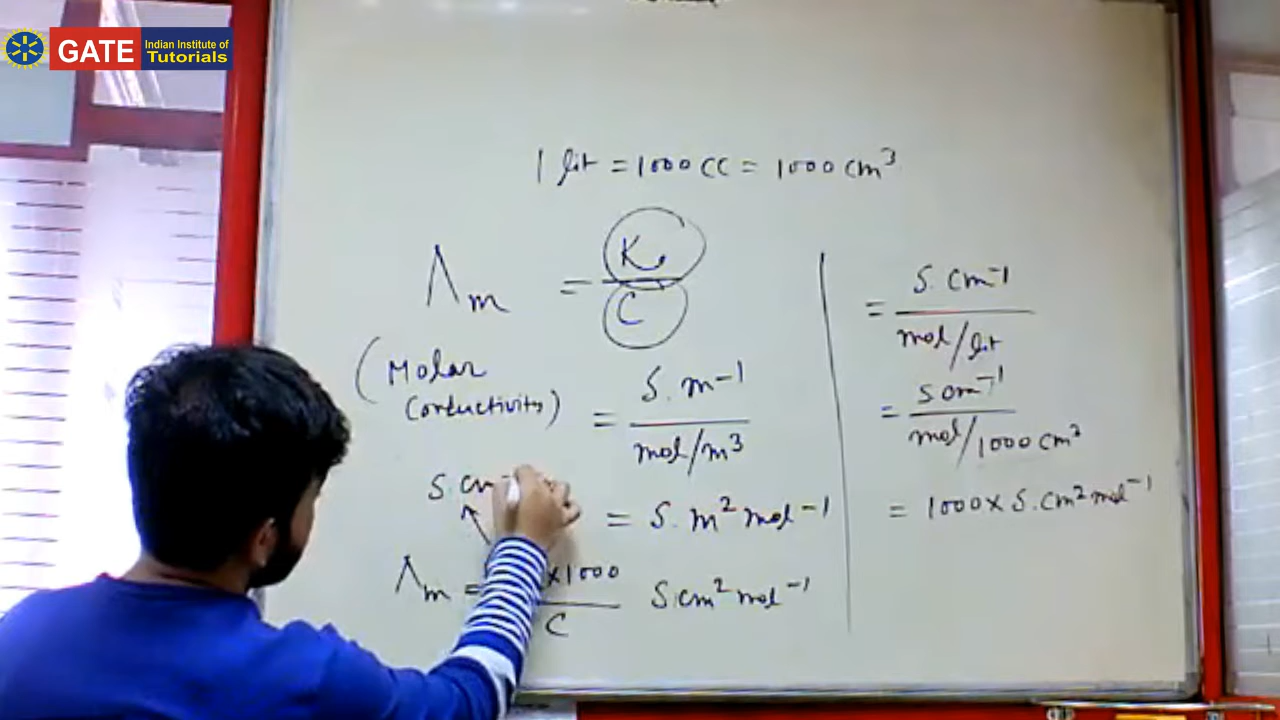 GATE
Indian Institute of
Tutorials
1 lit = 1000 CC = 1000 cm³
Λm = K / C
(Molar
Conductivity)
= S.m⁻¹ / mol/m³
= S.m² mol⁻¹
S.cm
Λm = ×1000 / C S.cm² mol⁻¹
= S.cm⁻¹ / mol/lit
= S cm⁻¹ / mol/1000 cm³
= 1000 × S.cm² mol⁻¹